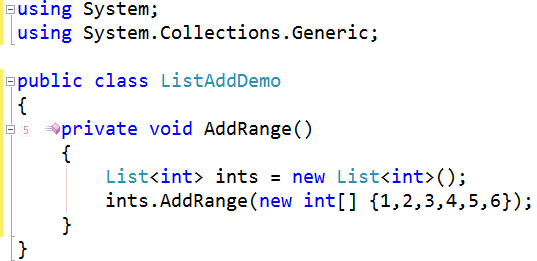 using System;
using System.Collections.Generic;
public class ListAddDemo
{
5 private void AddRange()
{
List<int> ints = new List<int>();
ints.AddRange(new int[] {1,2,3,4,5,6});
}
}